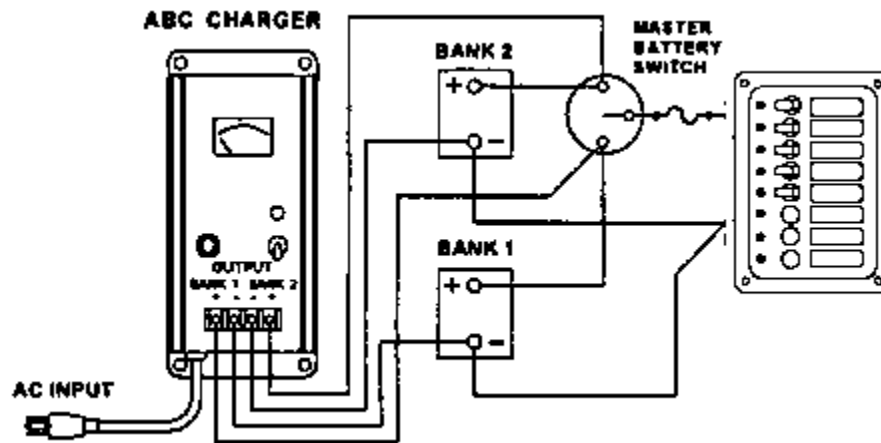 ABC CHARGER
BANK 2
MASTER
BATTERY
SWITCH
+
-
OUTPUT
BANK 1 BANK 2
+ - - +
BANK 1
+
-
AC INPUT